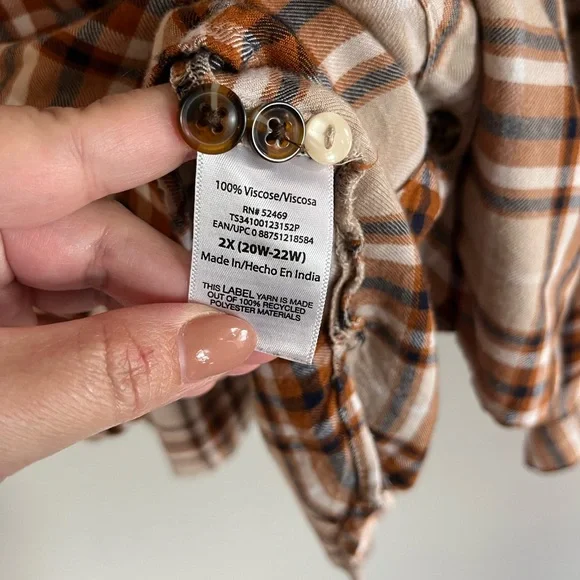 100% Viscose/Viscosa
RN# 52469
TS34100123152P
EAN/UPC 0 88751218584
2X (20W-22W)
Made In/Hecho En India
THIS LABEL YARN IS MADE
OUT OF 100% RECYCLED
POLYESTER MATERIALS